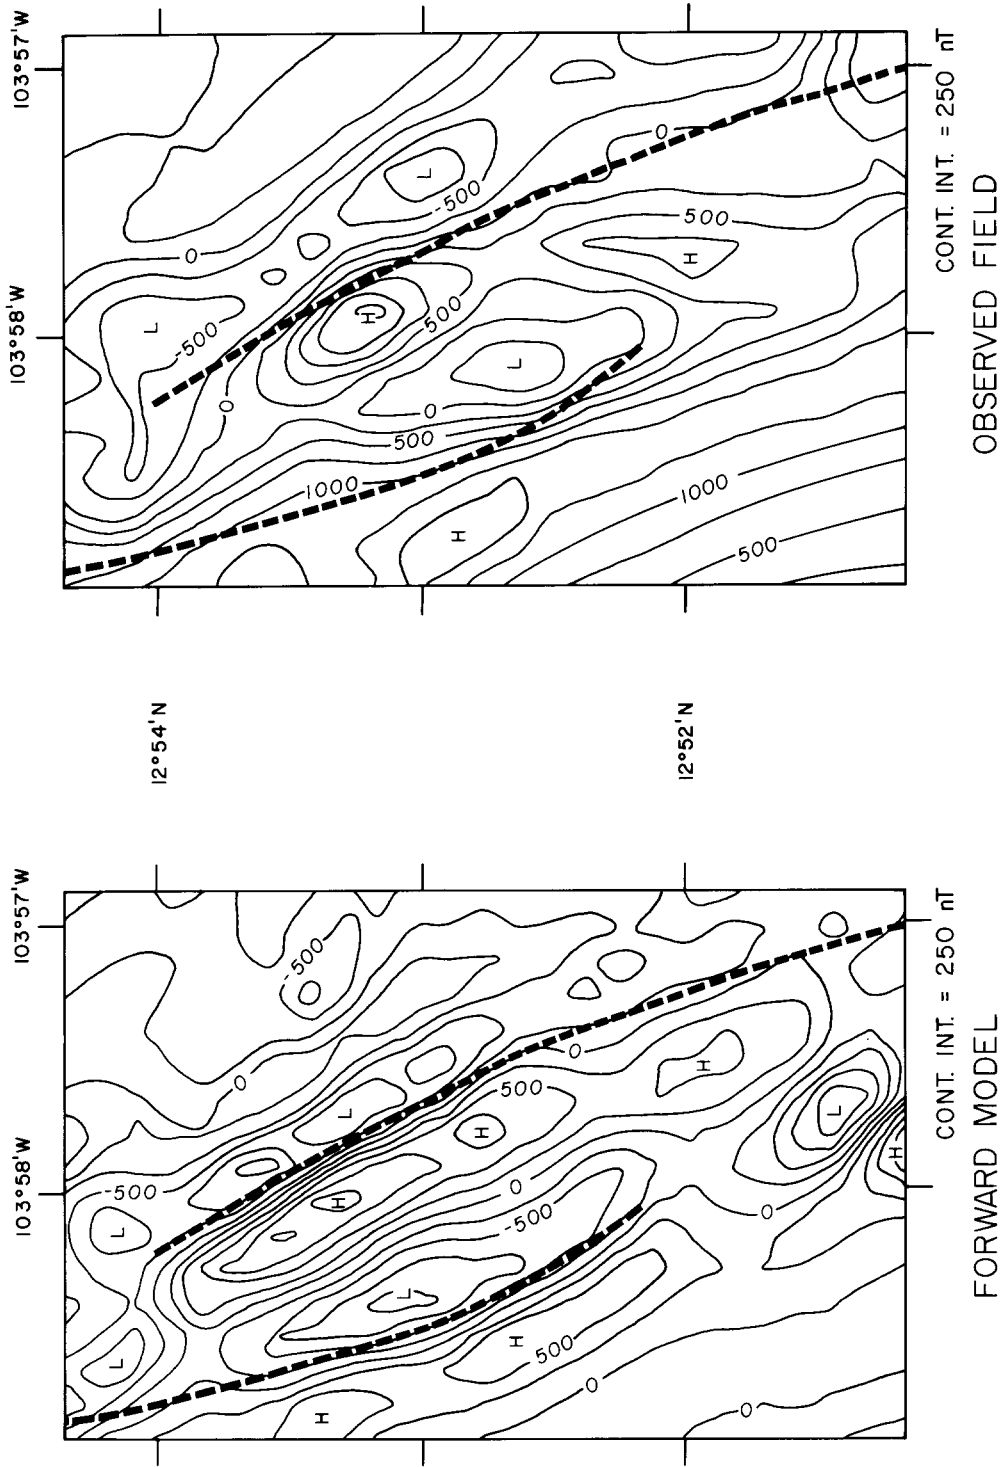 103°58'W
103°57'W
L
-500
0
L
-500
H
500
0
0
500
L
500
H
1000
H
1000
500
CONT. INT. = 250 nT
OBSERVED FIELD
12°54'N
12°52'N
103°58'W
103°57'W
-500
-500
L
0
L
L
H
0
500
H
0
-500
H
L
H
500
0
0
L
H
H
0
CONT. INT. = 250 nT
FORWARD MODEL